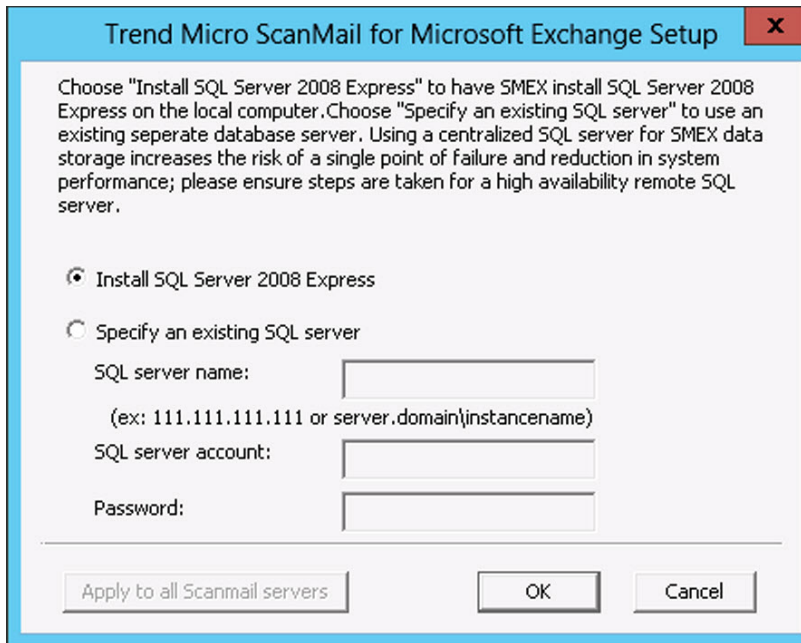 Trend Micro ScanMail for Microsoft Exchange Setup
x
Choose "Install SQL Server 2008 Express" to have SMEX install SQL Server 2008
Express on the local computer.Choose "Specify an existing SQL server" to use an
existing seperate database server. Using a centralized SQL server for SMEX data
storage increases the risk of a single point of failure and reduction in system
performance; please ensure steps are taken for a high availability remote SQL
server.
Install SQL Server 2008 Express
Specify an existing SQL server
SQL server name:
(ex: 111.111.111.111 or server.domain\instancename)
SQL server account:
Password:
Apply to all Scanmail servers
OK
Cancel